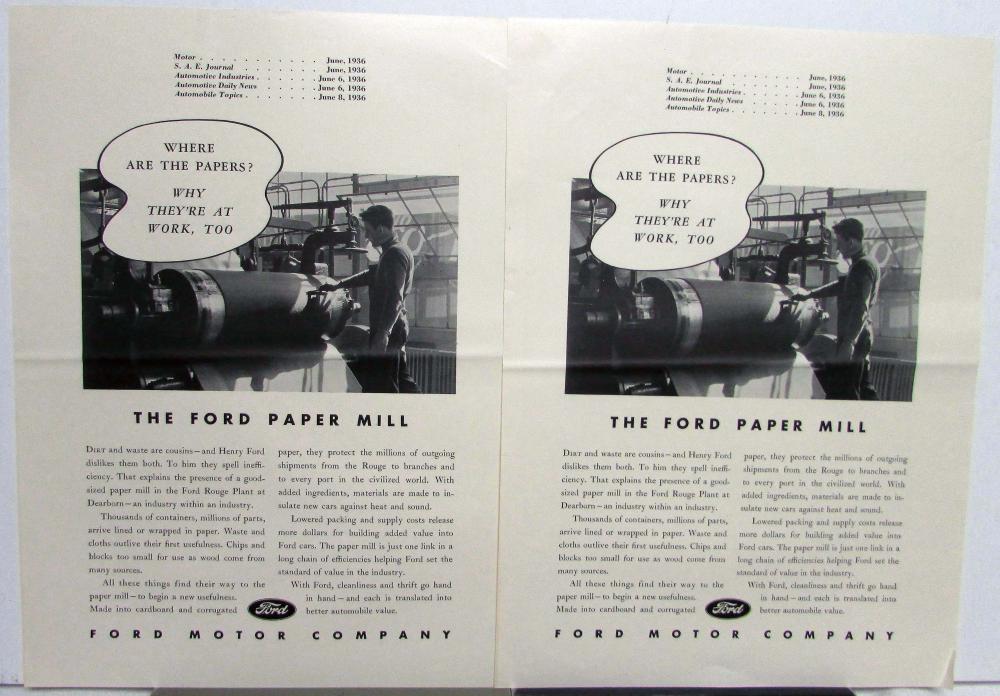 Motor . . . . . . . . . . . June, 1936
S. A. E. Journal . . . . . . . June, 1936
Automotive Industries . . . . . . June 6, 1936
Automotive Daily News . . . . . . June 6, 1936
Automobile Topics . . . . . . . June 8, 1936
WHERE
ARE THE PAPERS?
WHY
THEY'RE AT
WORK, TOO
THE FORD PAPER MILL
DIRT and waste are cousins—and Henry Ford
dislikes them both. To him they spell ineffi-
ciency. That explains the presence of a good-
sized paper mill in the Ford Rouge Plant at
Dearborn—an industry within an industry.
Thousands of containers, millions of parts,
arrive lined or wrapped in paper. Waste and
cloths outlive their first usefulness. Chips and
blocks too small for use as wood come from
many sources.
All these things find their way to the
paper mill—to begin a new usefulness.
Made into cardboard and corrugated
paper, they protect the millions of outgoing
shipments from the Rouge to branches and
to every port in the civilized world. With
added ingredients, materials are made to in-
sulate new cars against heat and sound.
Lowered packing and supply costs release
more dollars for building added value into
Ford cars. The paper mill is just one link in a
long chain of efficiencies helping Ford set the
standard of value in the industry.
With Ford, cleanliness and thrift go hand
in hand—and each is translated into
better automobile value.
Ford
FORD MOTOR COMPANY
Motor . . . . . . . . . . . June, 1936
S. A. E. Journal . . . . . . . June, 1936
Automotive Industries . . . . . . June 6, 1936
Automotive Daily News . . . . . . June 6, 1936
Automobile Topics . . . . . . . June 8, 1936
WHERE
ARE THE PAPERS?
WHY
THEY'RE AT
WORK, TOO
THE FORD PAPER MILL
DIRT and waste are cousins—and Henry Ford
dislikes them both. To him they spell ineffi-
ciency. That explains the presence of a good-
sized paper mill in the Ford Rouge Plant at
Dearborn—an industry within an industry.
Thousands of containers, millions of parts,
arrive lined or wrapped in paper. Waste and
cloths outlive their first usefulness. Chips and
blocks too small for use as wood come from
many sources.
All these things find their way to the
paper mill—to begin a new usefulness.
Made into cardboard and corrugated
paper, they protect the millions of outgoing
shipments from the Rouge to branches and
to every port in the civilized world. With
added ingredients, materials are made to in-
sulate new cars against heat and sound.
Lowered packing and supply costs release
more dollars for building added value into
Ford cars. The paper mill is just one link in a
long chain of efficiencies helping Ford set the
standard of value in the industry.
With Ford, cleanliness and thrift go hand
in hand—and each is translated into
better automobile value.
Ford
FORD MOTOR COMPANY